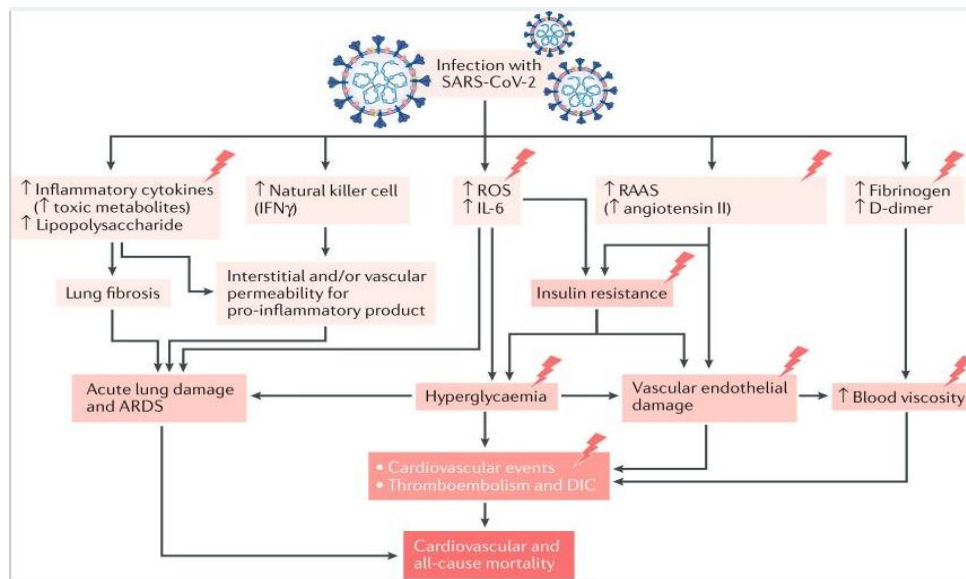 Infection with
SARS-CoV-2
↑ Inflammatory cytokines
(↑ toxic metabolites)
↑ Lipopolysaccharide
↑ Natural killer cell
(IFNγ)
↑ ROS
↑ IL-6
↑ RAAS
(↑ angiotensin II)
↑ Fibrinogen
↑ D-dimer
Lung fibrosis
Interstitial and/or vascular
permeability for
pro-inflammatory product
Insulin resistance
Acute lung damage
and ARDS
Hyperglycaemia
Vascular endothelial
damage
↑ Blood viscosity
• Cardiovascular events
• Thromboembolism and DIC
Cardiovascular and
all-cause mortality